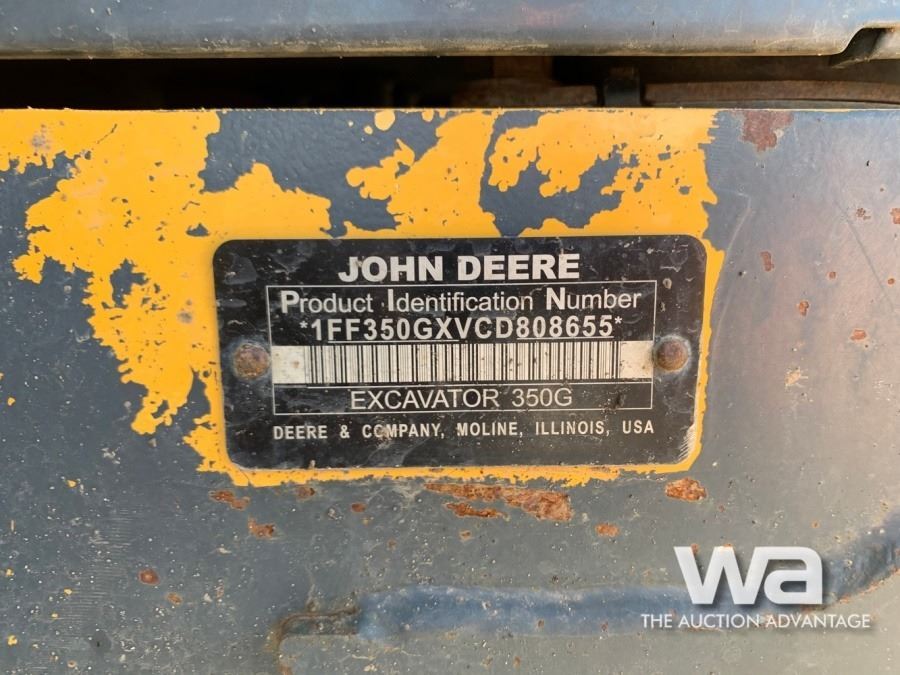 JOHN DEERE
Product Identification Number
*1FF350GXVCD808655*
EXCAVATOR 350G
DEERE & COMPANY, MOLINE, ILLINOIS, USA
wa
THE AUCTION ADVANTAGE